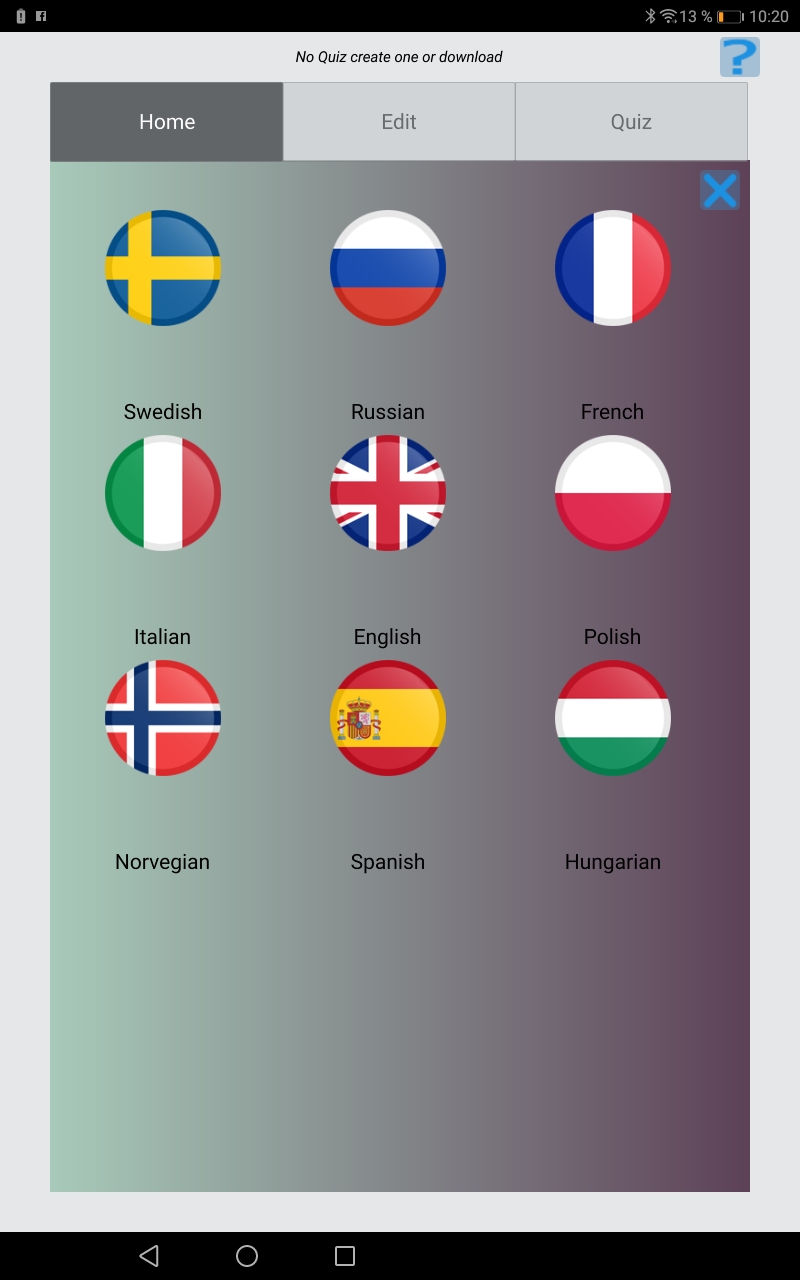 13 % 10:20
No Quiz create one or download
?
Home Edit Quiz
Swedish Russian French
Italian English Polish
Norvegian Spanish Hungarian